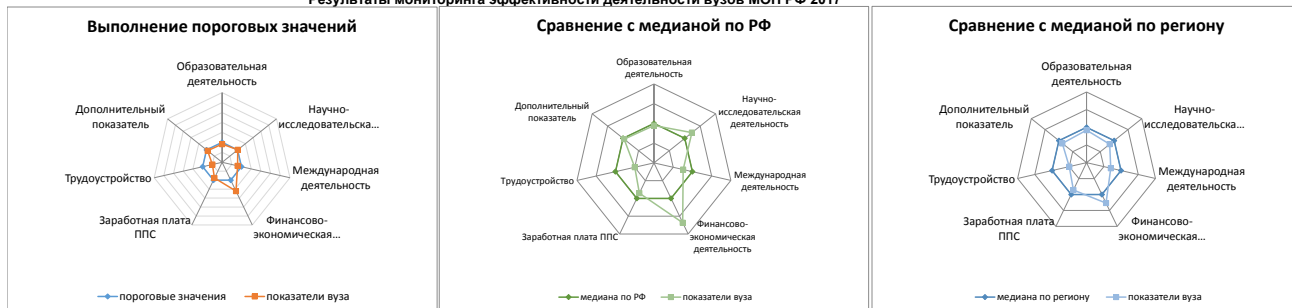 Результаты мониторинга эффективности деятельности вузов МОН РФ 2017
Выполнение пороговых значений
Образовательная
деятельность
Научно-
исследовательска...
Международная
деятельность
Финансово-
экономическая...
Заработная плата
ППС
Трудоустройство
Дополнительный
показатель
пороговые значения
показатели вуза
Сравнение с медианой по РФ
Образовательная
деятельность
Научно-
исследовательская
деятельность
Международная
деятельность
Финансово-
экономическая
деятельность
Заработная плата ППС
Трудоустройство
Дополнительный
показатель
медиана по РФ
показатели вуза
Сравнение с медианой по региону
Образовательная
деятельность
Научно-
исследовательска...
Международная
деятельность
Финансово-
экономическая...
Заработная плата
ППС
Трудоустройство
Дополнительный
показатель
медиана по региону
показатели вуза